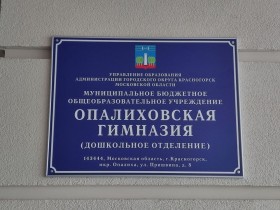 УПРАВЛЕНИЕ ОБРАЗОВАНИЯ
АДМИНИСТРАЦИИ ГОРОДСКОГО ОКРУГА КРАСНОГОРСК
МОСКОВСКОЙ ОБЛАСТИ
МУНИЦИПАЛЬНОЕ БЮДЖЕТНОЕ
ОБЩЕОБРАЗОВАТЕЛЬНОЕ УЧРЕЖДЕНИЕ
ОПАЛИХОВСКАЯ
ГИМНАЗИЯ
(ДОШКОЛЬНОЕ ОТДЕЛЕНИЕ)
Московская область, г.Красногорск,
мкр. Опалиха, ул. Пришвина, д.